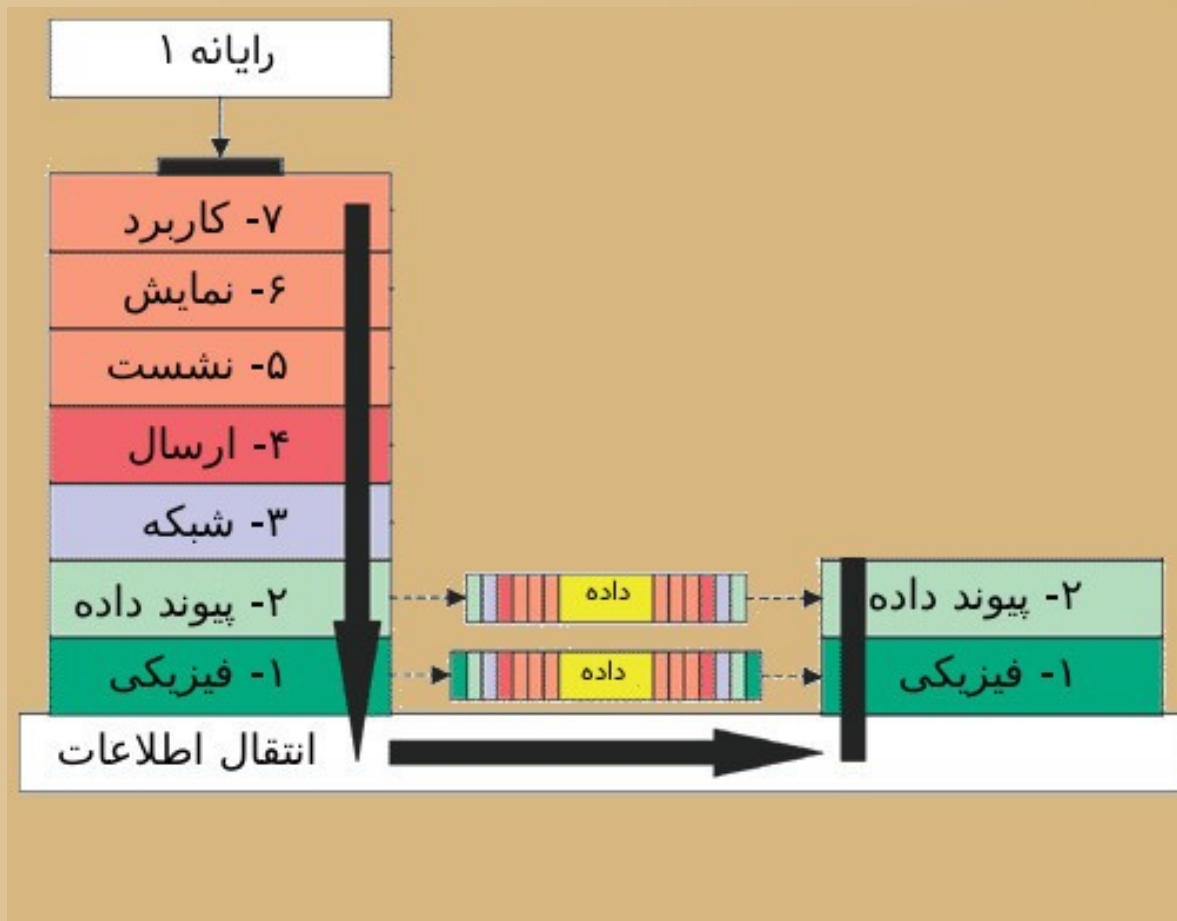 رایانه ۱
۷- کاربرد
۶- نمایش
۵- نشست
۴- ارسال
۳- شبکه
۲- پیوند داده
داده
۲- پیوند داده
۱- فیزیکی
داده
۱- فیزیکی
انتقال اطلاعات